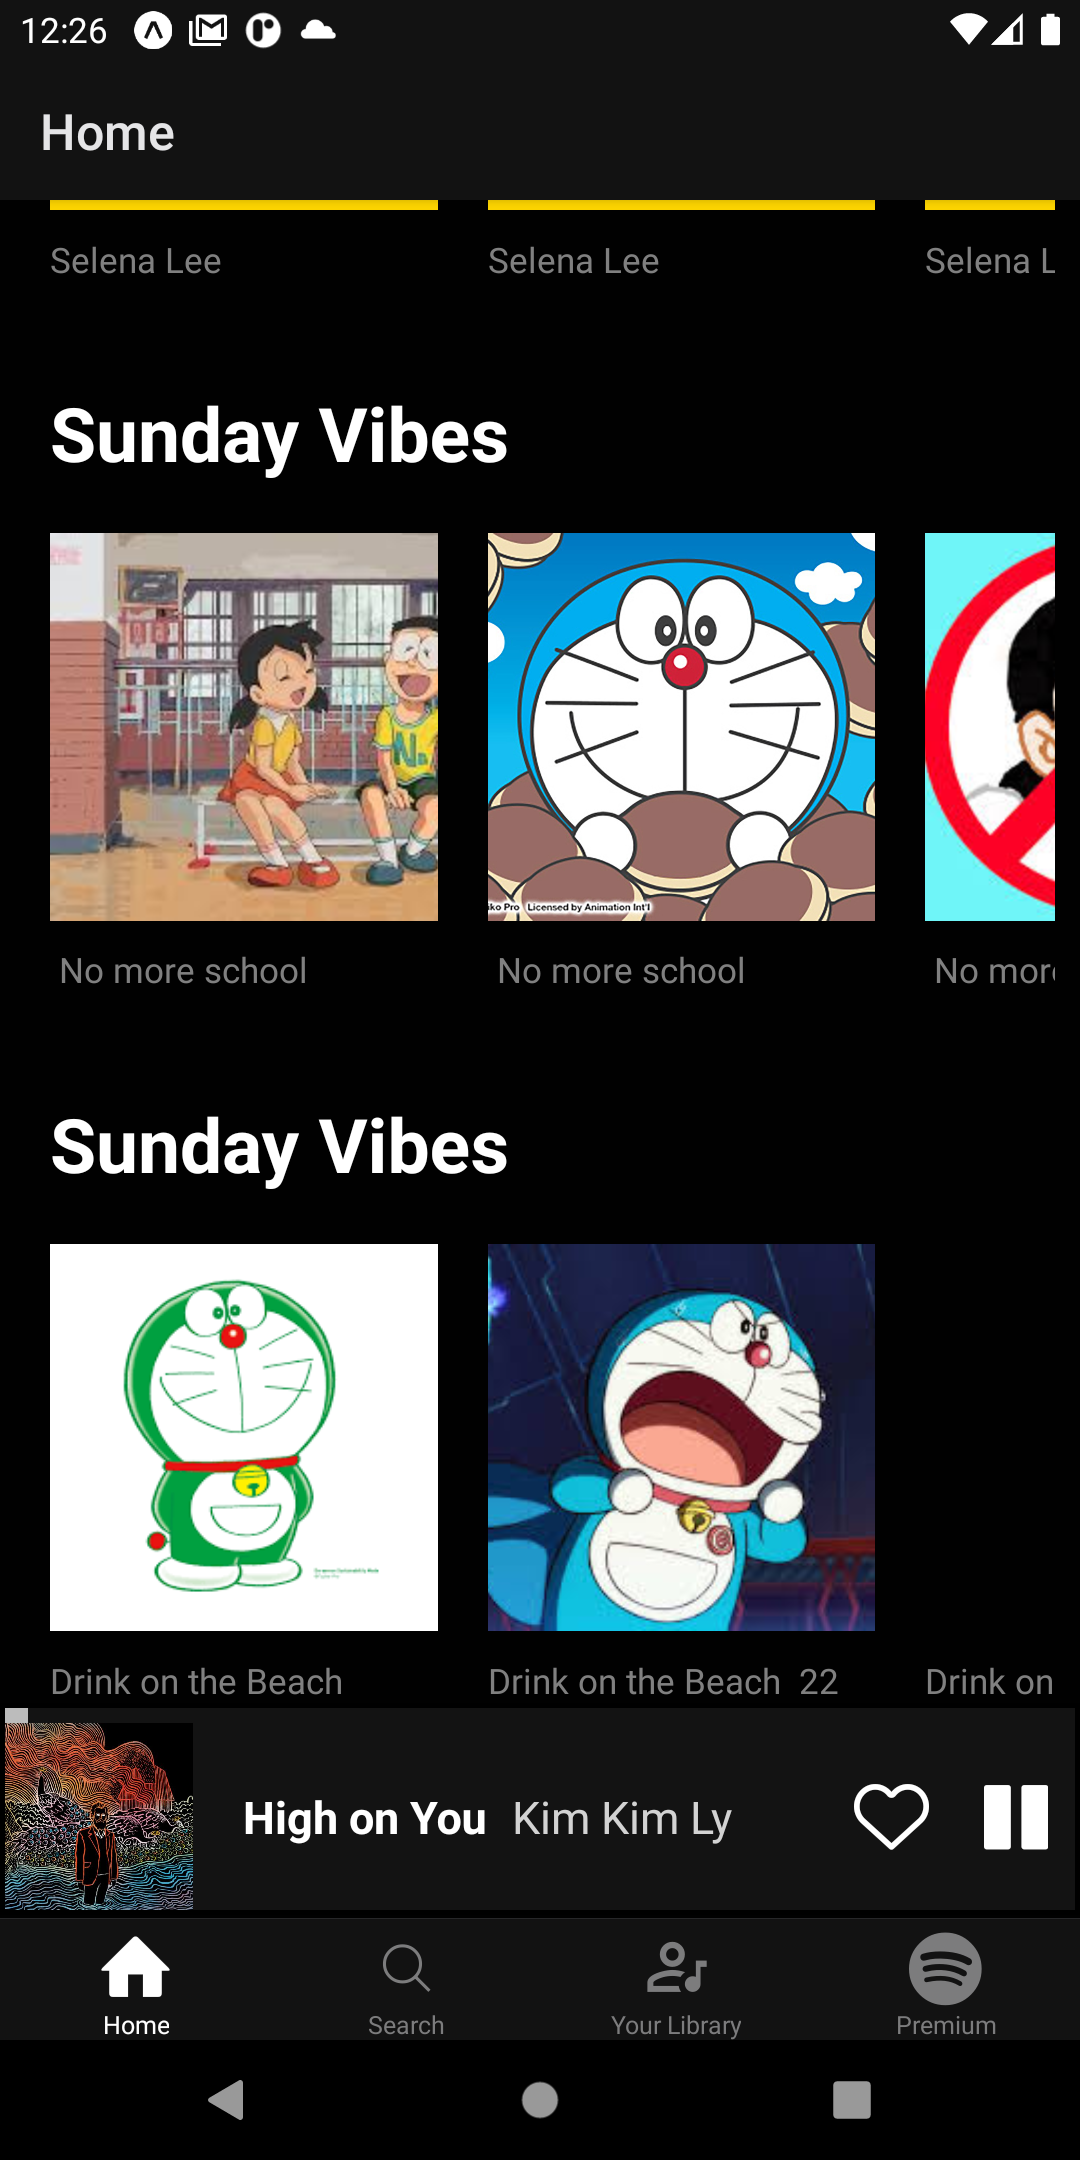 12:26
Home
Selena Lee Selena Lee Selena L
Sunday Vibes
ko Pro Licensed by Animation Int'l
No more school No more school No more
Sunday Vibes
Drink on the Beach Drink on the Beach 22 Drink on
High on You Kim Kim Ly
Home Search Your Library Premium